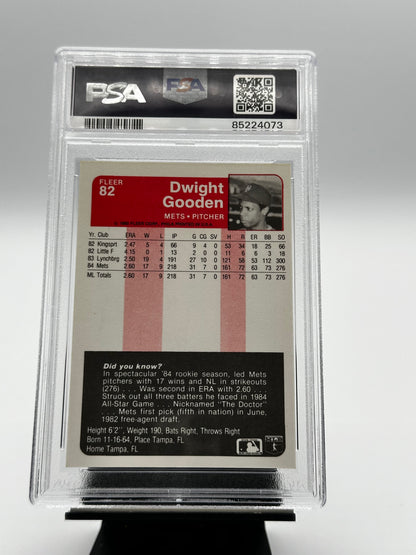 PSA
PSA
85224073
FLEER
82
Dwight
Gooden
METS • PITCHER
Yr. Club ERA W L IP G CG SV H R ER BB SO
82 Kingsprt 2.47 5 4 66 9 4 0 53 34 18 25 66
82 Little F 4.15 0 1 13 2 0 0 11 6 6 3 18
83 Lynchbrg 2.50 19 4 191 27 10 0 121 58 53 112 300
84 Mets 2.60 17 9 218 31 7 0 161 72 63 73 276
ML Totals 2.60 17 9 218 31 7 0 161 72 63 73 276
Did you know?
In spectacular '84 rookie season, led Mets
pitchers with 17 wins and NL in strikeouts
(276) . . . Was second in ERA with 2.60 . . .
Struck out all three batters he faced in 1984
All-Star Game . . . Nicknamed "The Doctor"
. . . Mets first pick (fifth in nation) in June,
1982 free-agent draft.
Height 6'2", Weight 190, Bats Right, Throws Right
Born 11-16-64, Place Tampa, FL
Home Tampa, FL